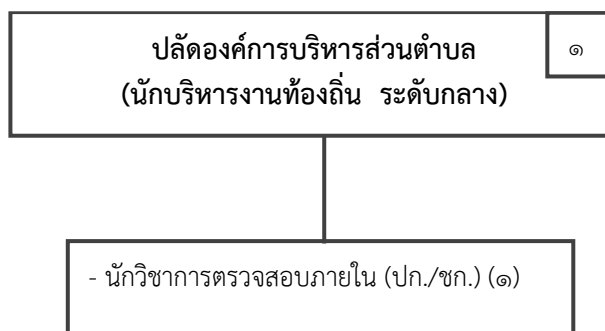 ปลัดองค์การบริหารส่วนตำบล
๑
(นักบริหารงานท้องถิ่น ระดับกลาง)
- นักวิชาการตรวจสอบภายใน (ปก./ชก.) (๑)